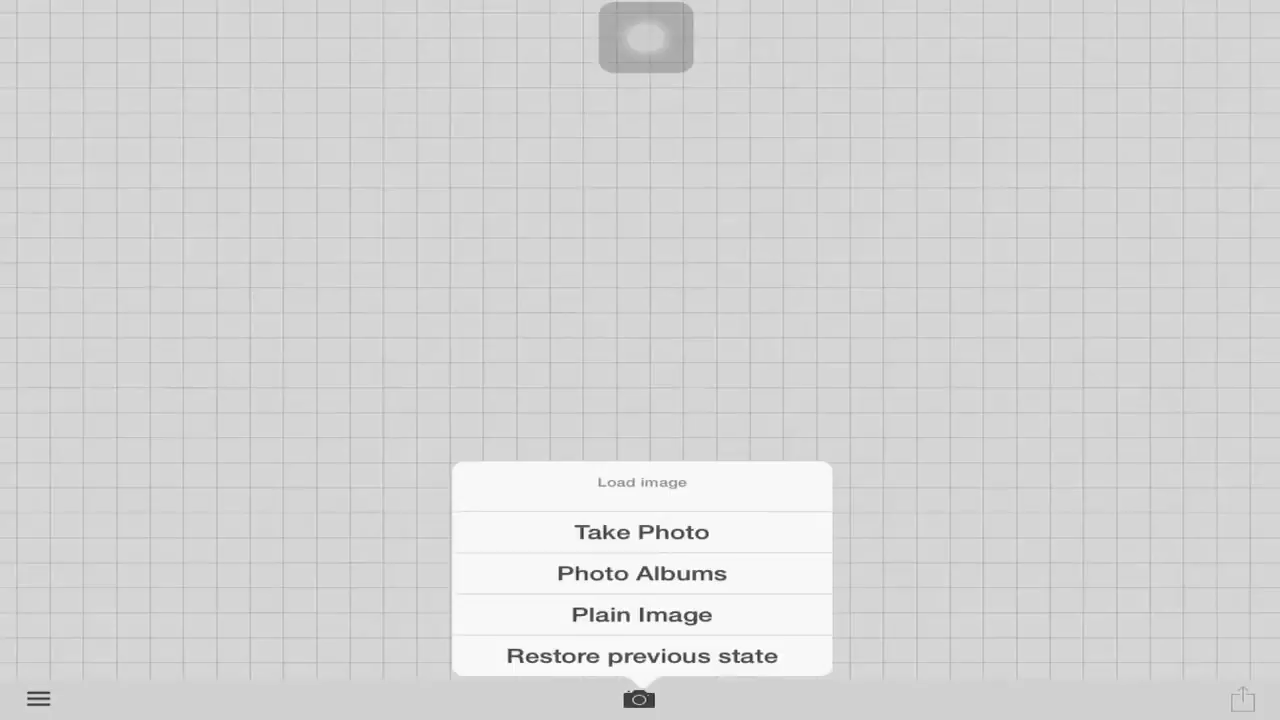 Load image
Take Photo
Photo Albums
Plain Image
Restore previous state